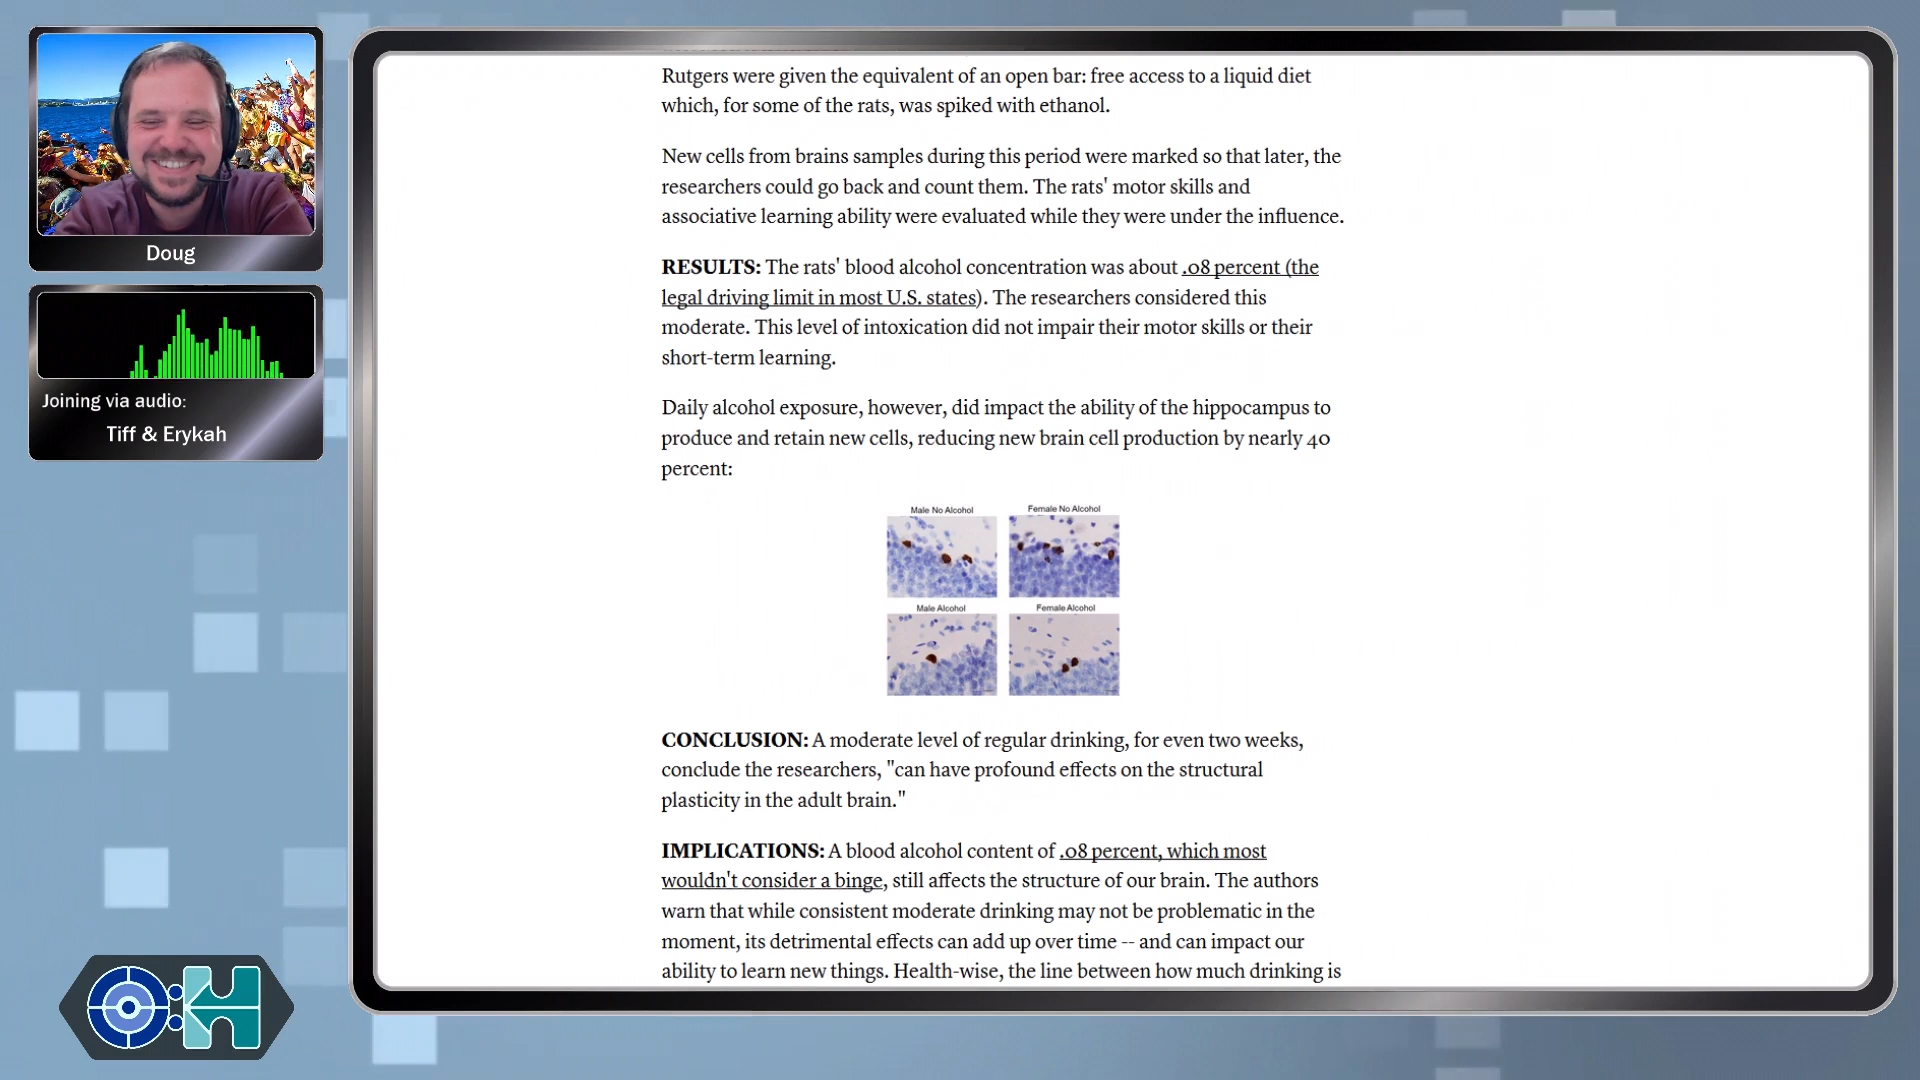 Doug
Joining via audio:
Tiff & Erykah
Rutgers were given the equivalent of an open bar: free access to a liquid diet
which, for some of the rats, was spiked with ethanol.
New cells from brains samples during this period were marked so that later, the
researchers could go back and count them. The rats' motor skills and
associative learning ability were evaluated while they were under the influence.
RESULTS: The rats' blood alcohol concentration was about .08 percent (the
legal driving limit in most U.S. states). The researchers considered this
moderate. This level of intoxication did not impair their motor skills or their
short-term learning.
Daily alcohol exposure, however, did impact the ability of the hippocampus to
produce and retain new cells, reducing new brain cell production by nearly 40
percent:
Male No Alcohol
Female No Alcohol
Male Alcohol
Female Alcohol
CONCLUSION: A moderate level of regular drinking, for even two weeks,
conclude the researchers, "can have profound effects on the structural
plasticity in the adult brain."
IMPLICATIONS: A blood alcohol content of .08 percent, which most
wouldn't consider a binge, still affects the structure of our brain. The authors
warn that while consistent moderate drinking may not be problematic in the
moment, its detrimental effects can add up over time -- and can impact our
ability to learn new things. Health-wise, the line between how much drinking is